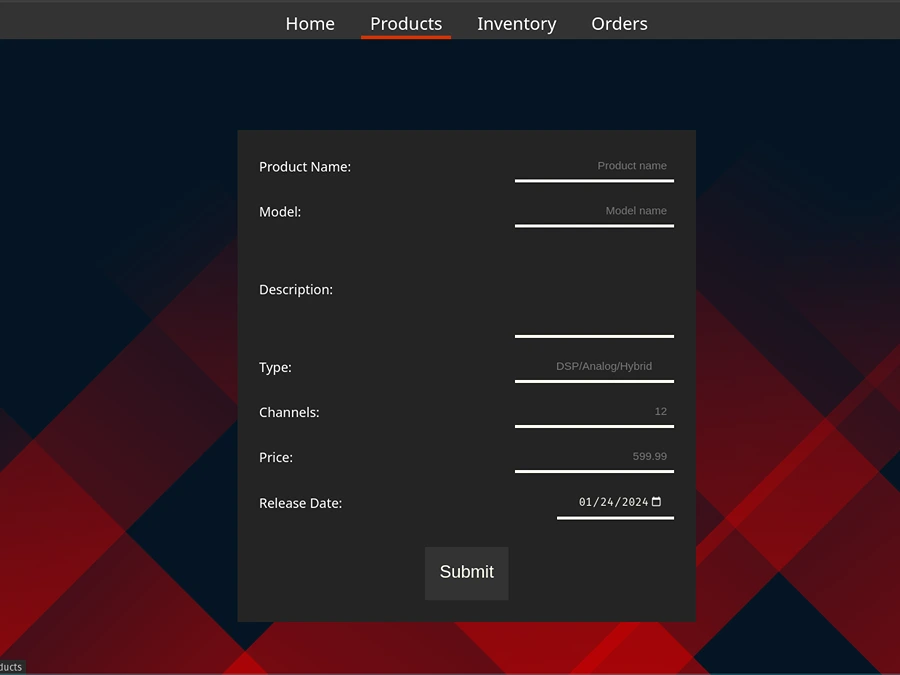 Home Products Inventory Orders
Product Name: Product name
Model: Model name
Description:
Type: DSP/Analog/Hybrid
Channels: 12
Price: 599.99
Release Date: 01/24/2024
Submit
ducts